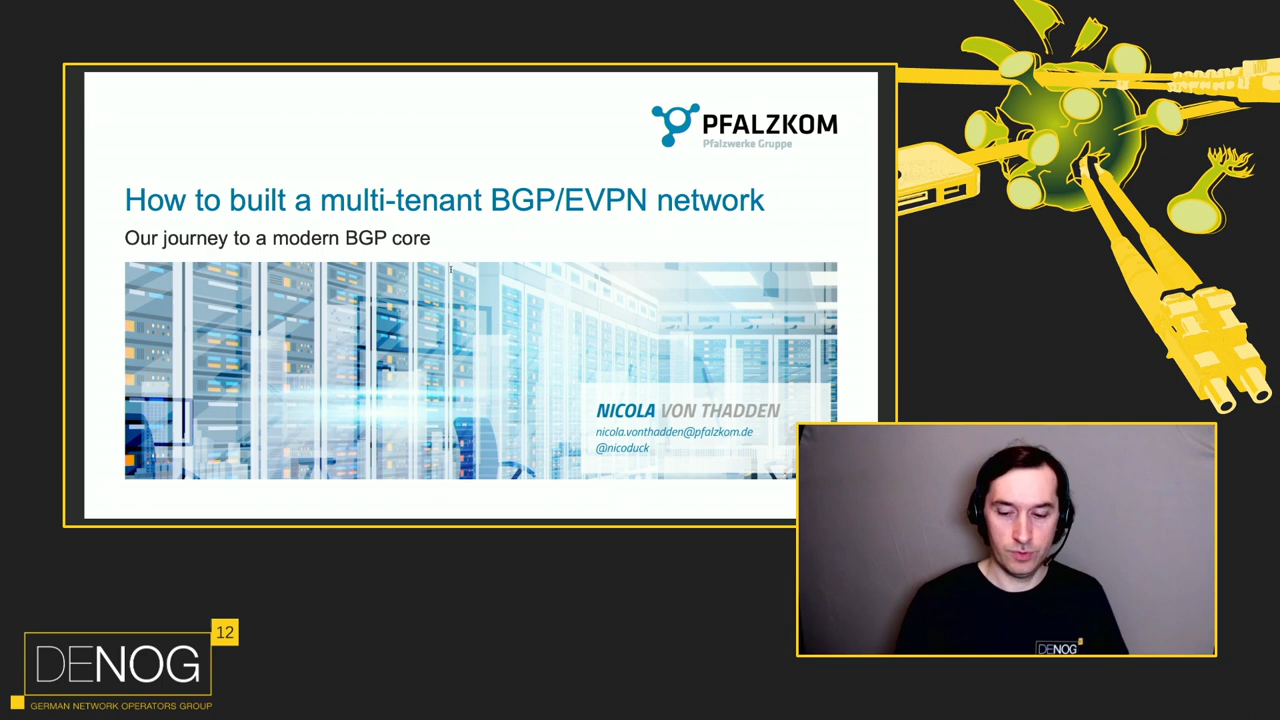 PFALZKOM
Pfalzwerke Gruppe
How to built a multi-tenant BGP/EVPN network
Our journey to a modern BGP core
NICOLA VON THADDEN
nicola.vonthadden@pfalzkom.de
@nicoduck
DENOG
12
DENOG
GERMAN NETWORK OPERATORS GROUP